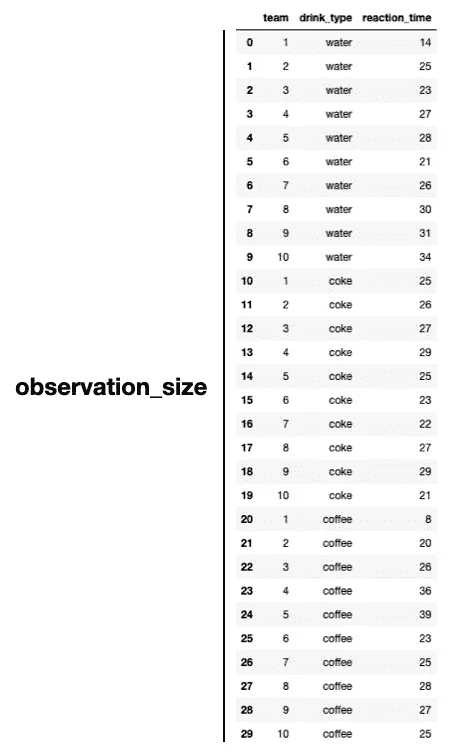 team drink_type reaction_time
0 1 water 14
1 2 water 25
2 3 water 23
3 4 water 27
4 5 water 28
5 6 water 21
6 7 water 26
7 8 water 30
8 9 water 31
9 10 water 34
10 1 coke 25
11 2 coke 26
12 3 coke 27
13 4 coke 29
observation_size
14 5 coke 25
15 6 coke 23
16 7 coke 22
17 8 coke 27
18 9 coke 29
19 10 coke 21
20 1 coffee 8
21 2 coffee 20
22 3 coffee 26
23 4 coffee 36
24 5 coffee 39
25 6 coffee 23
26 7 coffee 25
27 8 coffee 28
28 9 coffee 27
29 10 coffee 25